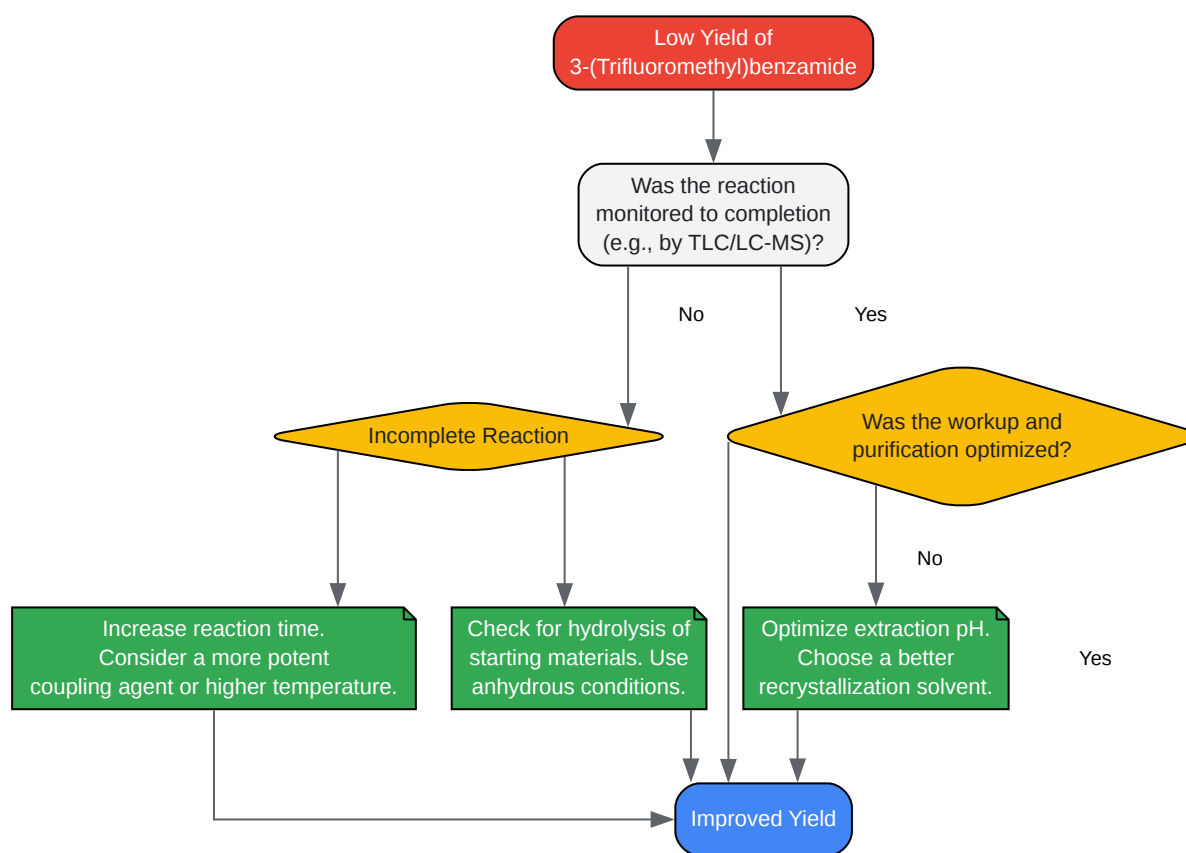 Low Yield of
3-(Trifluoromethyl)benzamide
Was the reaction
monitored to completion
(e.g., by TLC/LC-MS)?
No
Yes
Incomplete Reaction
Was the workup and
purification optimized?
No
Increase reaction time.
Consider a more potent
coupling agent or higher temperature.
Check for hydrolysis of
starting materials. Use
anhydrous conditions.
Optimize extraction pH.
Choose a better
recrystallization solvent.
Yes
Improved Yield